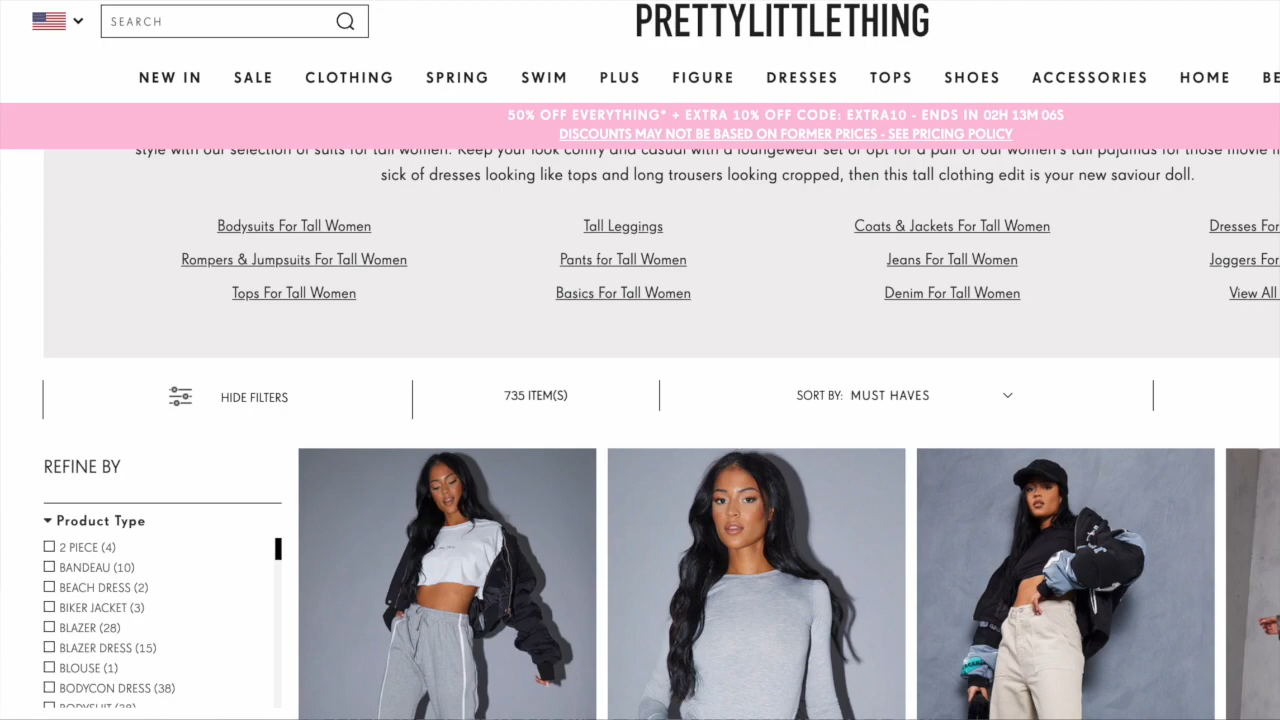 SEARCH
PRETTYLITTLETHING
NEW IN SALE CLOTHING SPRING SWIM PLUS FIGURE DRESSES TOPS SHOES ACCESSORIES HOME BE
50% OFF EVERYTHING* + EXTRA 10% OFF CODE: EXTRA10 - ENDS IN 02H 13M 06S
DISCOUNTS MAY NOT BE BASED ON FORMER PRICES - SEE PRICING POLICY
style with our selection of suits for tall women. Keep your look comfy and casual with a loungewear set or opt for a pair of our women's tall pajamas for those movie
sick of dresses looking like tops and long trousers looking cropped, then this tall clothing edit is your new saviour doll.
Bodysuits For Tall Women Tall Leggings Coats & Jackets For Tall Women Dresses For
Rompers & Jumpsuits For Tall Women Pants for Tall Women Jeans For Tall Women Joggers For
Tops For Tall Women Basics For Tall Women Denim For Tall Women View All
HIDE FILTERS 735 ITEM(S) SORT BY: MUST HAVES
REFINE BY
Product Type
2 PIECE (4)
BANDEAU (10)
BEACH DRESS (2)
BIKER JACKET (3)
BLAZER (28)
BLAZER DRESS (15)
BLOUSE (1)
BODYCON DRESS (38)
BODYSUIT (38)